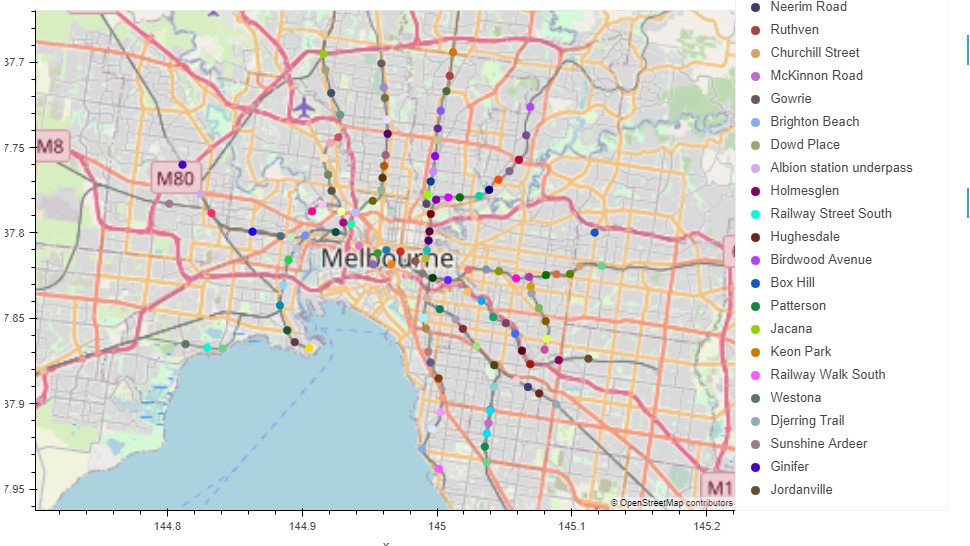 37.7
37.75
37.8
37.85
37.9
37.95
M8
M80
Melbourne
M1
© OpenStreetMap contributors
144.8
144.9
145
145.1
145.2
x
Neerim Road
Ruthven
Churchill Street
McKinnon Road
Gowrie
Brighton Beach
Dowd Place
Albion station underpass
Holmesglen
Railway Street South
Hughesdale
Birdwood Avenue
Box Hill
Patterson
Jacana
Keon Park
Railway Walk South
Westona
Djerring Trail
Sunshine Ardeer
Ginifer
Jordanville